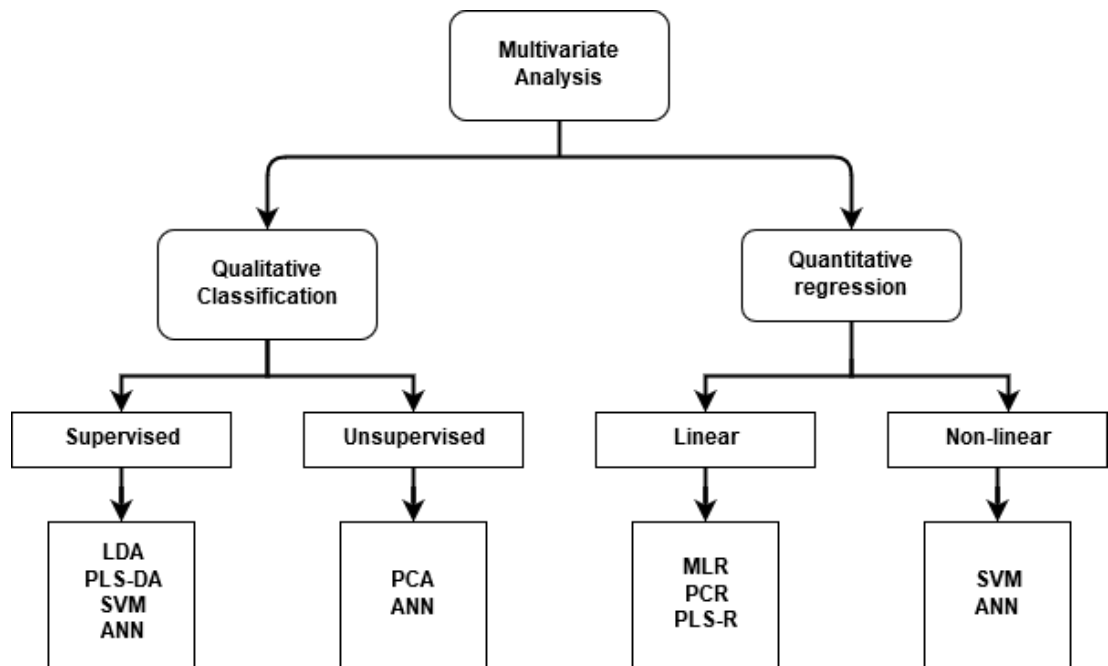 Multivariate
Analysis
Qualitative
Classification
Quantitative
regression
Supervised
Unsupervised
Linear
Non-linear
LDA
PLS-DA
SVM
ANN
PCA
ANN
MLR
PCR
PLS-R
SVM
ANN